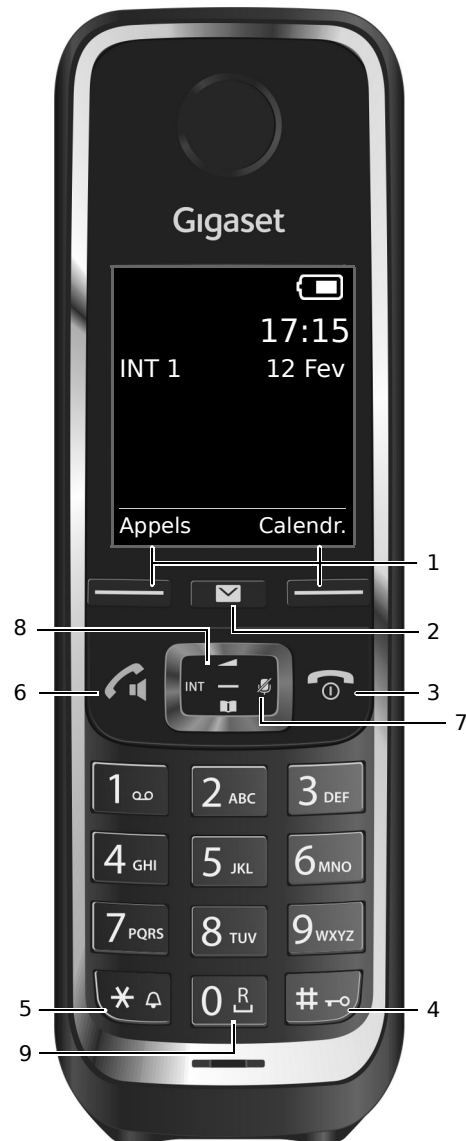 Gigaset
17:15
INT 1 12 Fev
Appels Calendr.
1
2
8
INT
6
3
7
1
2 ABC
3 DEF
4 GHI
5 JKL
6 MNO
7 PQRS
8 TUV
9 WXYZ
5
* 0 R #
4
9